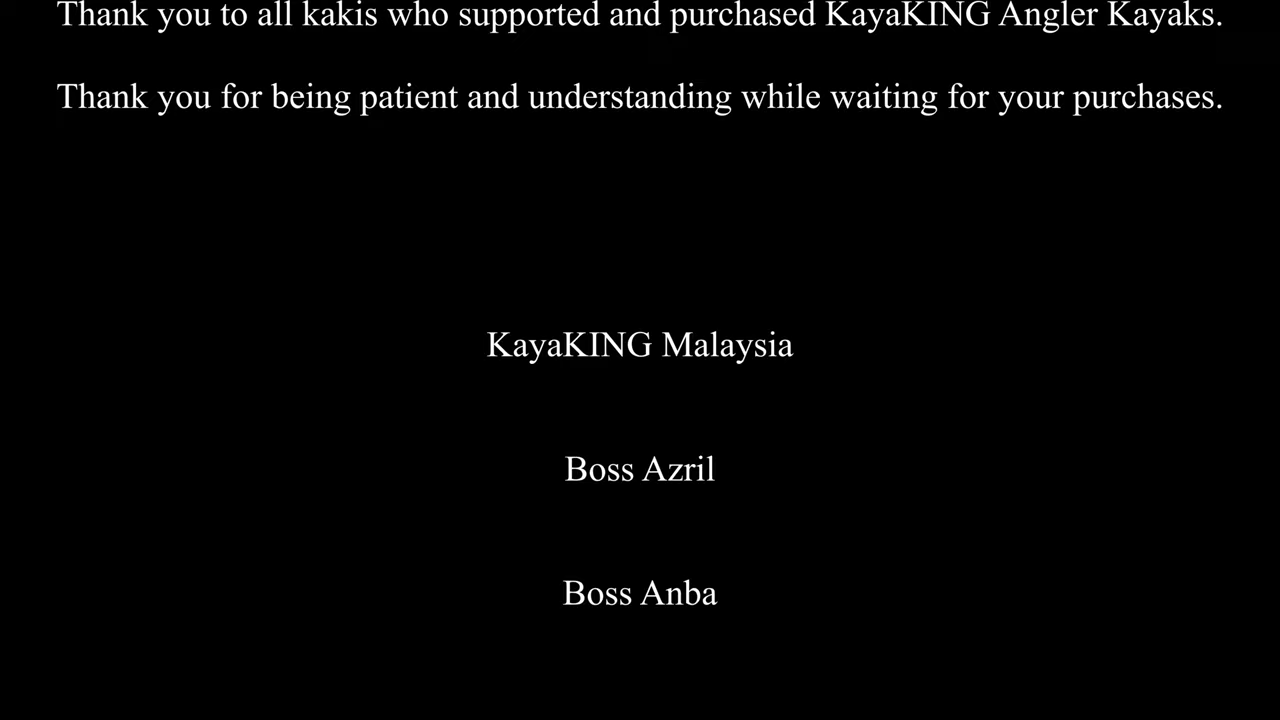 Thank you to all kakis who supported and purchased KayaKING Angler Kayaks.
Thank you for being patient and understanding while waiting for your purchases.
KayaKING Malaysia
Boss Azril
Boss Anba